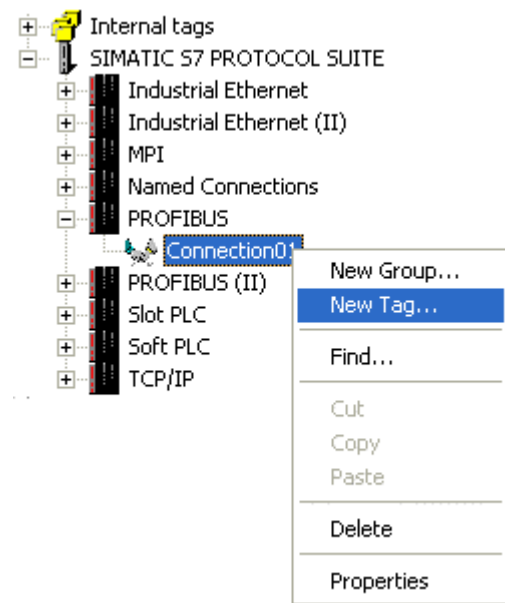 Internal tags
SIMATIC S7 PROTOCOL SUITE
Industrial Ethernet
Industrial Ethernet (II)
MPI
Named Connections
PROFIBUS
Connection01
PROFIBUS (II)
Slot PLC
Soft PLC
TCP/IP
New Group...
New Tag...
Find...
Cut
Copy
Paste
Delete
Properties